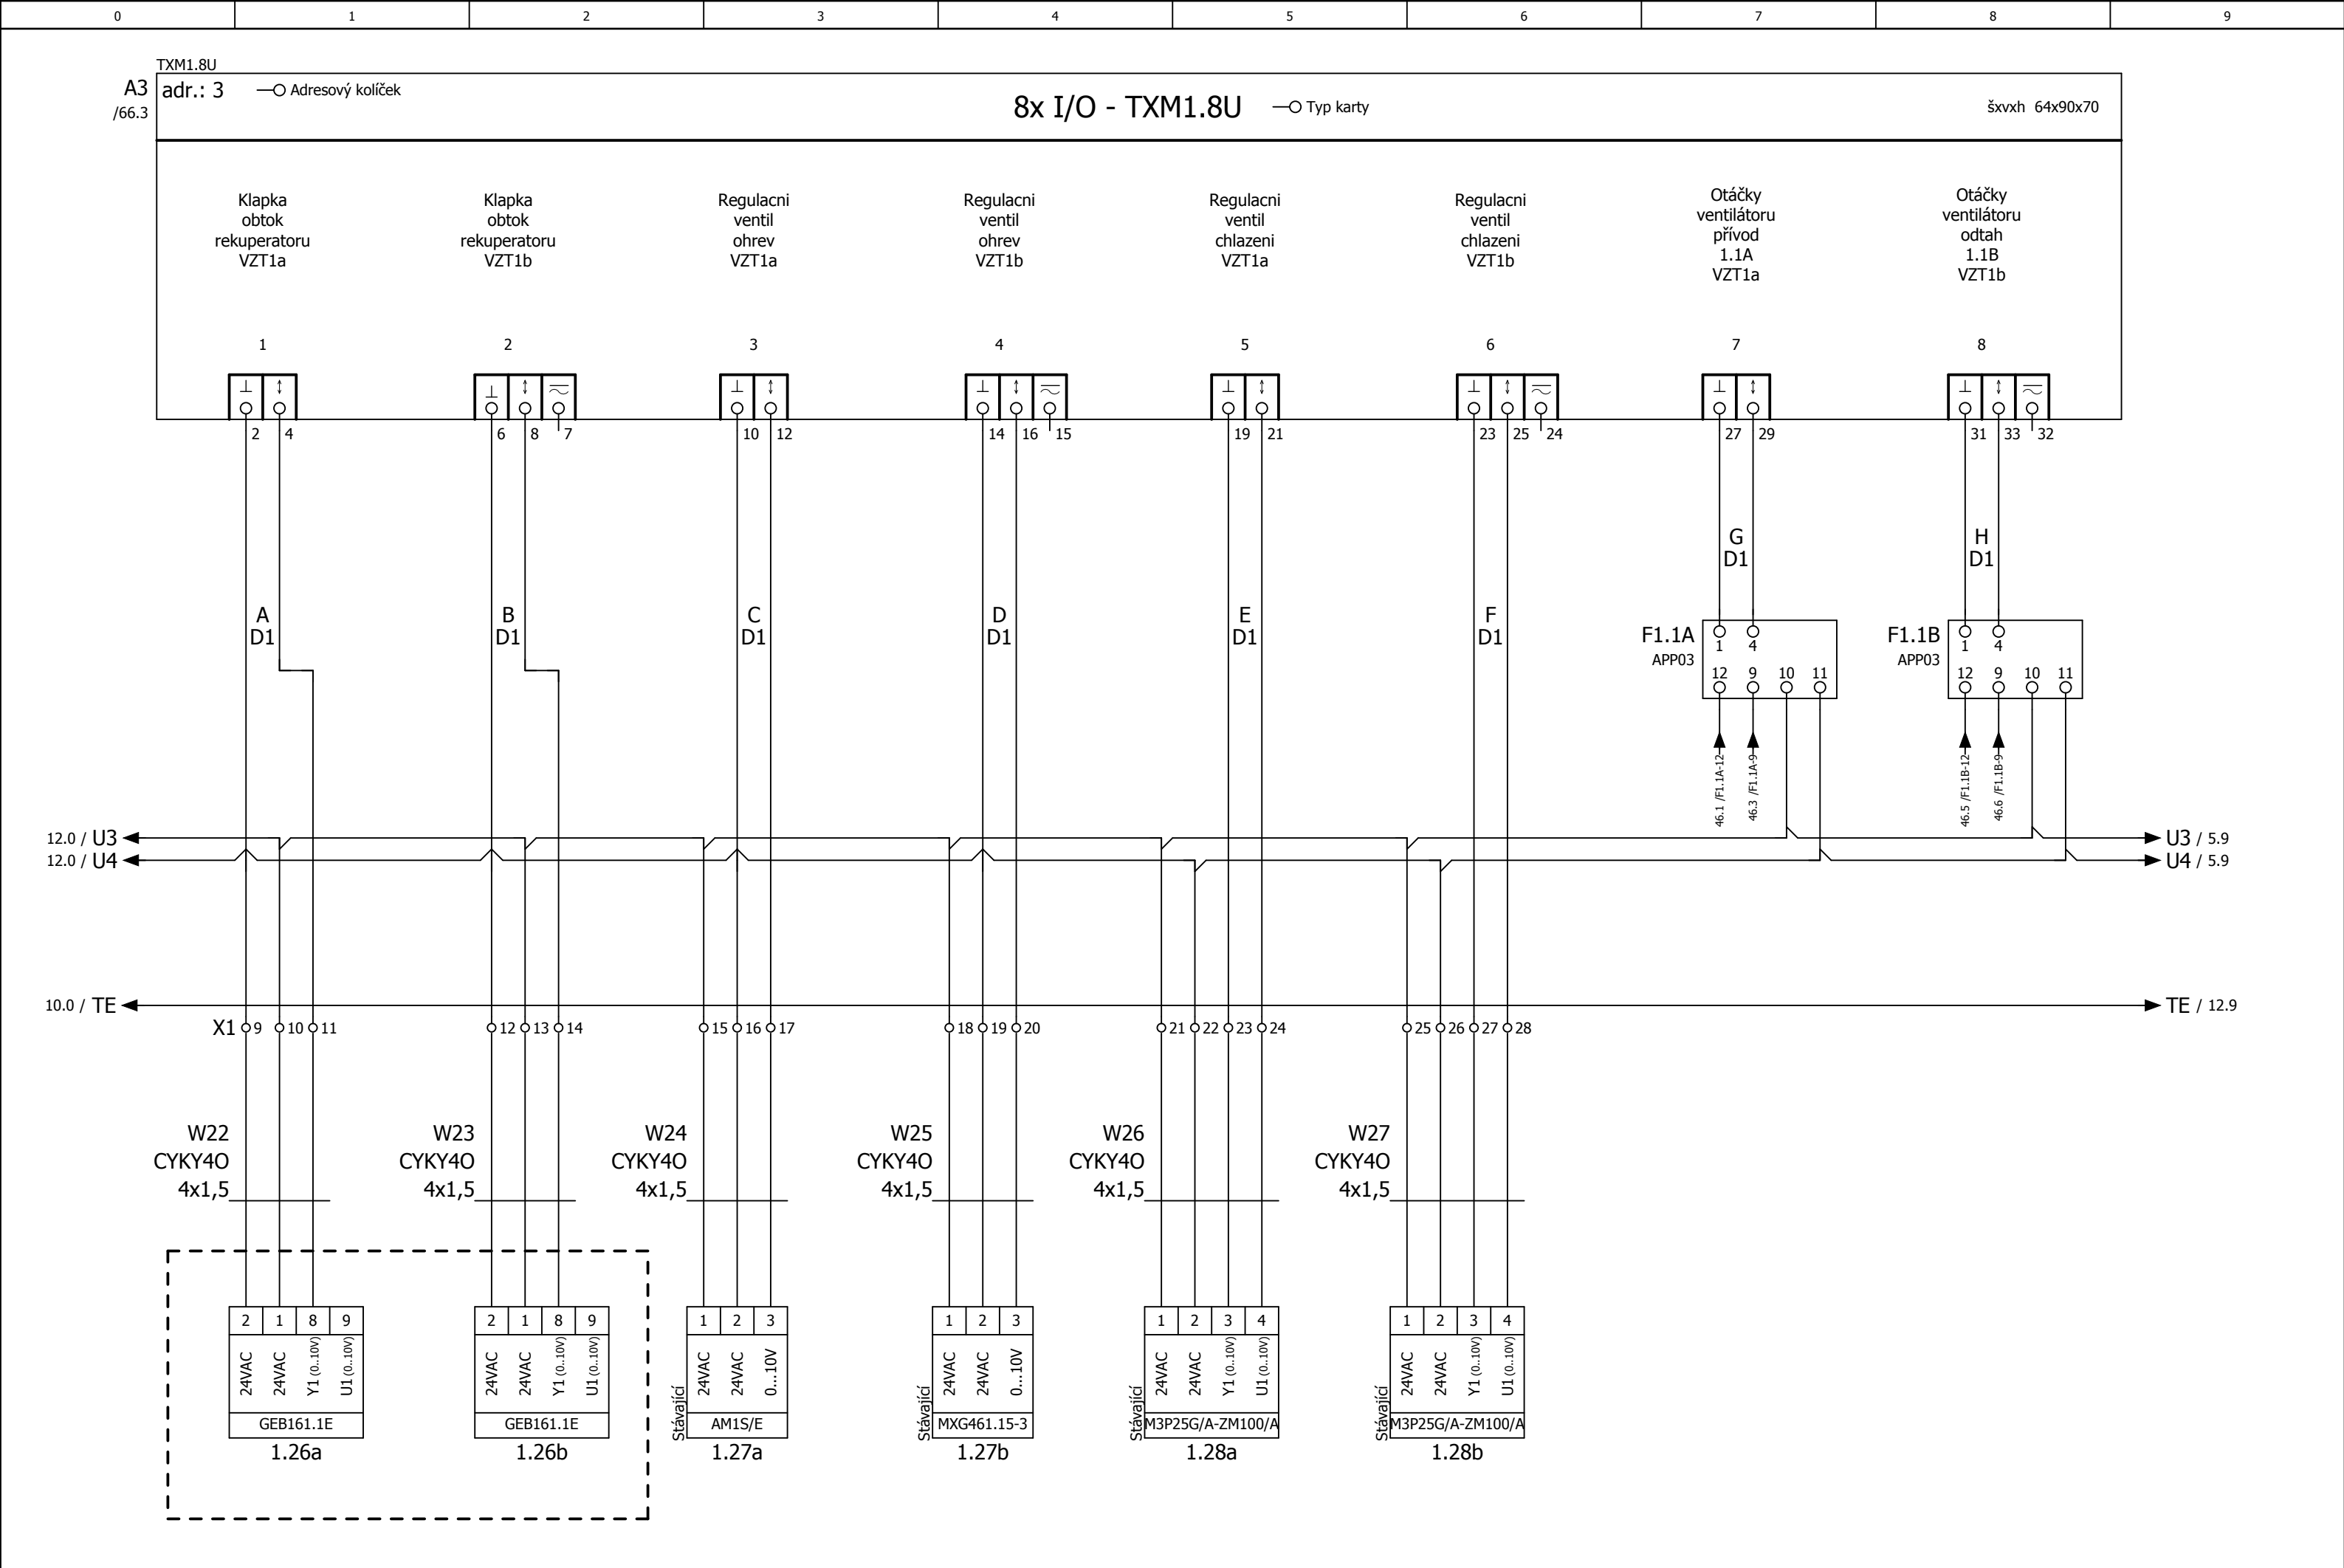 0 1 2 3 4 5 6 7 8 9
TXM1.8U
A3
/66.3
adr.: 3
Adresový kolíček
8x I/O - TXM1.8U
Typ karty
šxvxh 64x90x70
Klapka
obtok
rekuperatoru
VZT1a
Klapka
obtok
rekuperatoru
VZT1b
Regulacni
ventil
ohrev
VZT1a
Regulacni
ventil
ohrev
VZT1b
Regulacni
ventil
chlazeni
VZT1a
Regulacni
ventil
chlazeni
VZT1b
Otáčky
ventilátoru
přívod
1.1A
VZT1a
Otáčky
ventilátoru
odtah
1.1B
VZT1b
1 2 3 4 5 6 7 8
2 4 6 8 7 10 12 14 16 15 19 21 23 25 24 27 29 31 33 32
A
D1
B
D1
C
D1
D
D1
E
D1
F
D1
G
D1
H
D1
F1.1A
APP03
1 4
12 9 10 11
46.1 /F1.1A-12
46.3 /F1.1A-9
F1.1B
APP03
1 4
12 9 10 11
46.5 /F1.1B-12
46.6 /F1.1B-9
12.0 / U3
U3 / 5.9
12.0 / U4
U4 / 5.9
10.0 / TE
TE / 12.9
X1 9 10 11 12 13 14 15 16 17 18 19 20 21 22 23 24 25 26 27 28
W22
CYKY4O
4x1,5
W23
CYKY4O
4x1,5
W24
CYKY4O
4x1,5
W25
CYKY4O
4x1,5
W26
CYKY4O
4x1,5
W27
CYKY4O
4x1,5
2 1 8 9
24VAC
24VAC
Y1 (0..10V)
U1 (0..10V)
GEB161.1E
1.26a
2 1 8 9
24VAC
24VAC
Y1 (0..10V)
U1 (0..10V)
GEB161.1E
1.26b
Stávající
1 2 3
24VAC
24VAC
0...10V
AM1S/E
1.27a
Stávající
1 2 3
24VAC
24VAC
0...10V
MXG461.15-3
1.27b
Stávající
1 2 3 4
24VAC
24VAC
Y1 (0..10V)
U1 (0..10V)
M3P25G/A-ZM100/A
1.28a
Stávající
1 2 3 4
24VAC
24VAC
Y1 (0..10V)
U1 (0..10V)
M3P25G/A-ZM100/A
1.28b